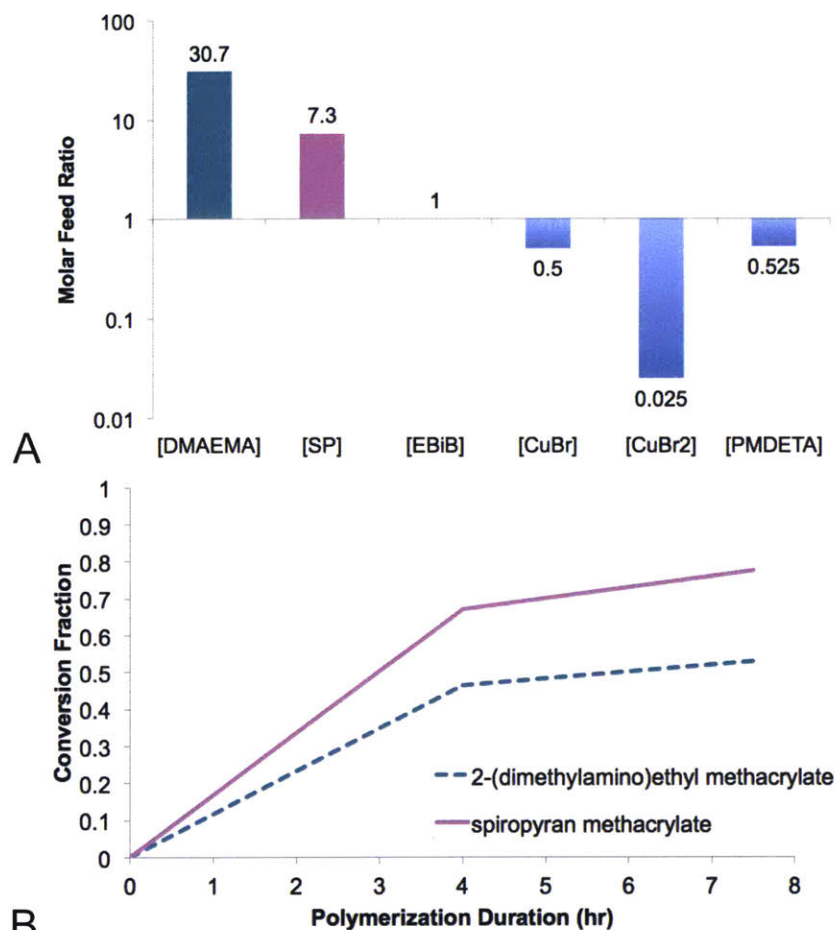 100
30.7
10
7.3
1
1
0.5
0.525
0.1
0.025
0.01
Molar Feed Ratio
[DMAEMA] [SP] [EBiB] [CuBr] [CuBr2] [PMDETA]
A
1
0.9
0.8
0.7
0.6
0.5
0.4
0.3
0.2
0.1
0
Conversion Fraction
2-(dimethylamino)ethyl methacrylate
spiropyran methacrylate
0 1 2 3 4 5 6 7 8
Polymerization Duration (hr)
B